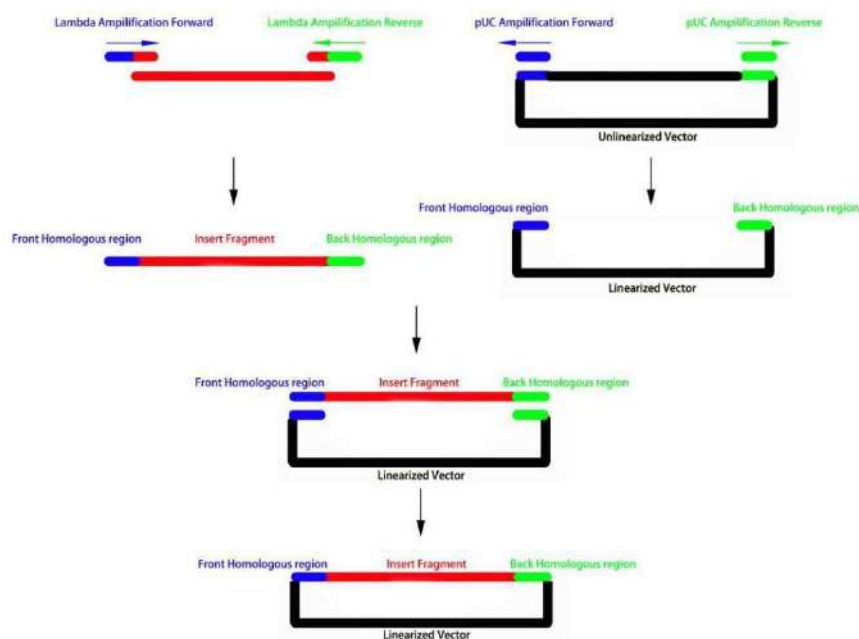 Lambda Ampilification Forward
Lambda Ampilification Reverse
pUC Ampilification Forward
pUC Ampilification Reverse
Unlinearized Vector
Front Homologous region
Insert Fragment
Back Homologous region
Front Homologous region
Back Homologous region
Linearized Vector
Front Homologous region
Insert Fragment
Back Homologous region
Linearized Vector
Front Homologous region
Insert Fragment
Back Homologous region
Linearized Vector